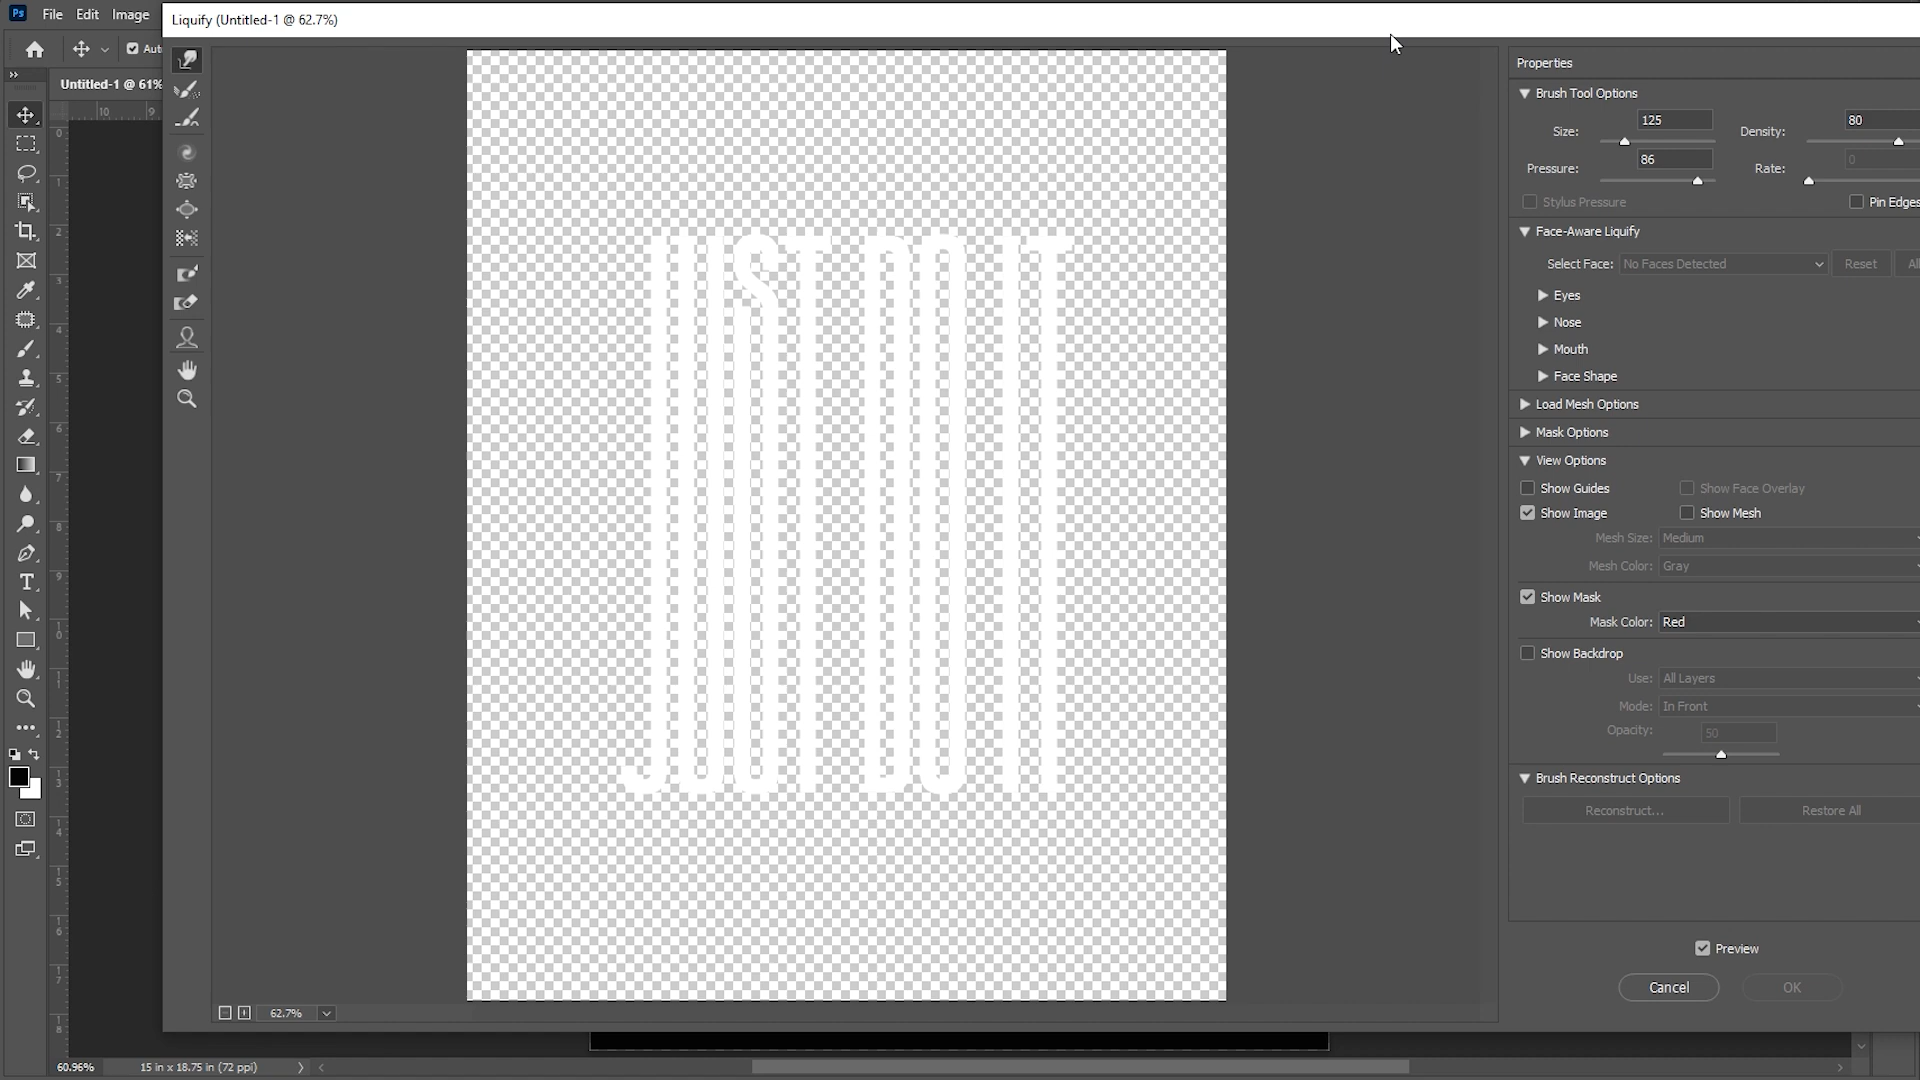 Ps File Edit Image
Liquify (Untitled-1 @ 62.7%)
Untitled-1 @ 61%
JUST DO IT
Properties
Brush Tool Options
Size: 125 Density: 80
Pressure: 86 Rate: 0
Stylus Pressure Pin Edges
Face-Aware Liquify
Select Face: No Faces Detected Reset All
Eyes
Nose
Mouth
Face Shape
Load Mesh Options
Mask Options
View Options
Show Guides Show Face Overlay
Show Image Show Mesh
Mesh Size: Medium
Mesh Color: Gray
Show Mask
Mask Color: Red
Show Backdrop
Use: All Layers
Mode: In Front
Opacity: 50
Brush Reconstruct Options
Reconstruct... Restore All
Preview
Cancel OK
62.7%
60.96% 15 in x 18.75 in (72 ppi)